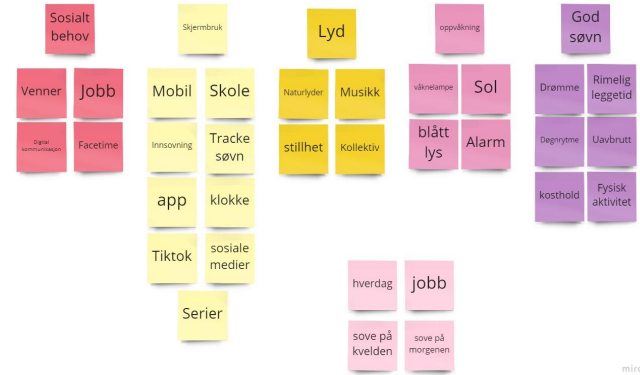 Sosialt
behov
Venner
Jobb
Digital
kommunikasjon
Facetime
Skjermbruk
Mobil
Skole
Innsovning
Tracke
søvn
app
klokke
Tiktok
sosiale
medier
Serier
Lyd
Naturlyder
Musikk
stillhet
Kollektiv
oppvåkning
våknelampe
Sol
blått
lys
Alarm
God
søvn
Drømme
Rimelig
leggetid
Døgnrytme
Uavbrutt
kosthold
Fysisk
aktivitet
hverdag
jobb
sove på
kvelden
sove på
morgenen
miro